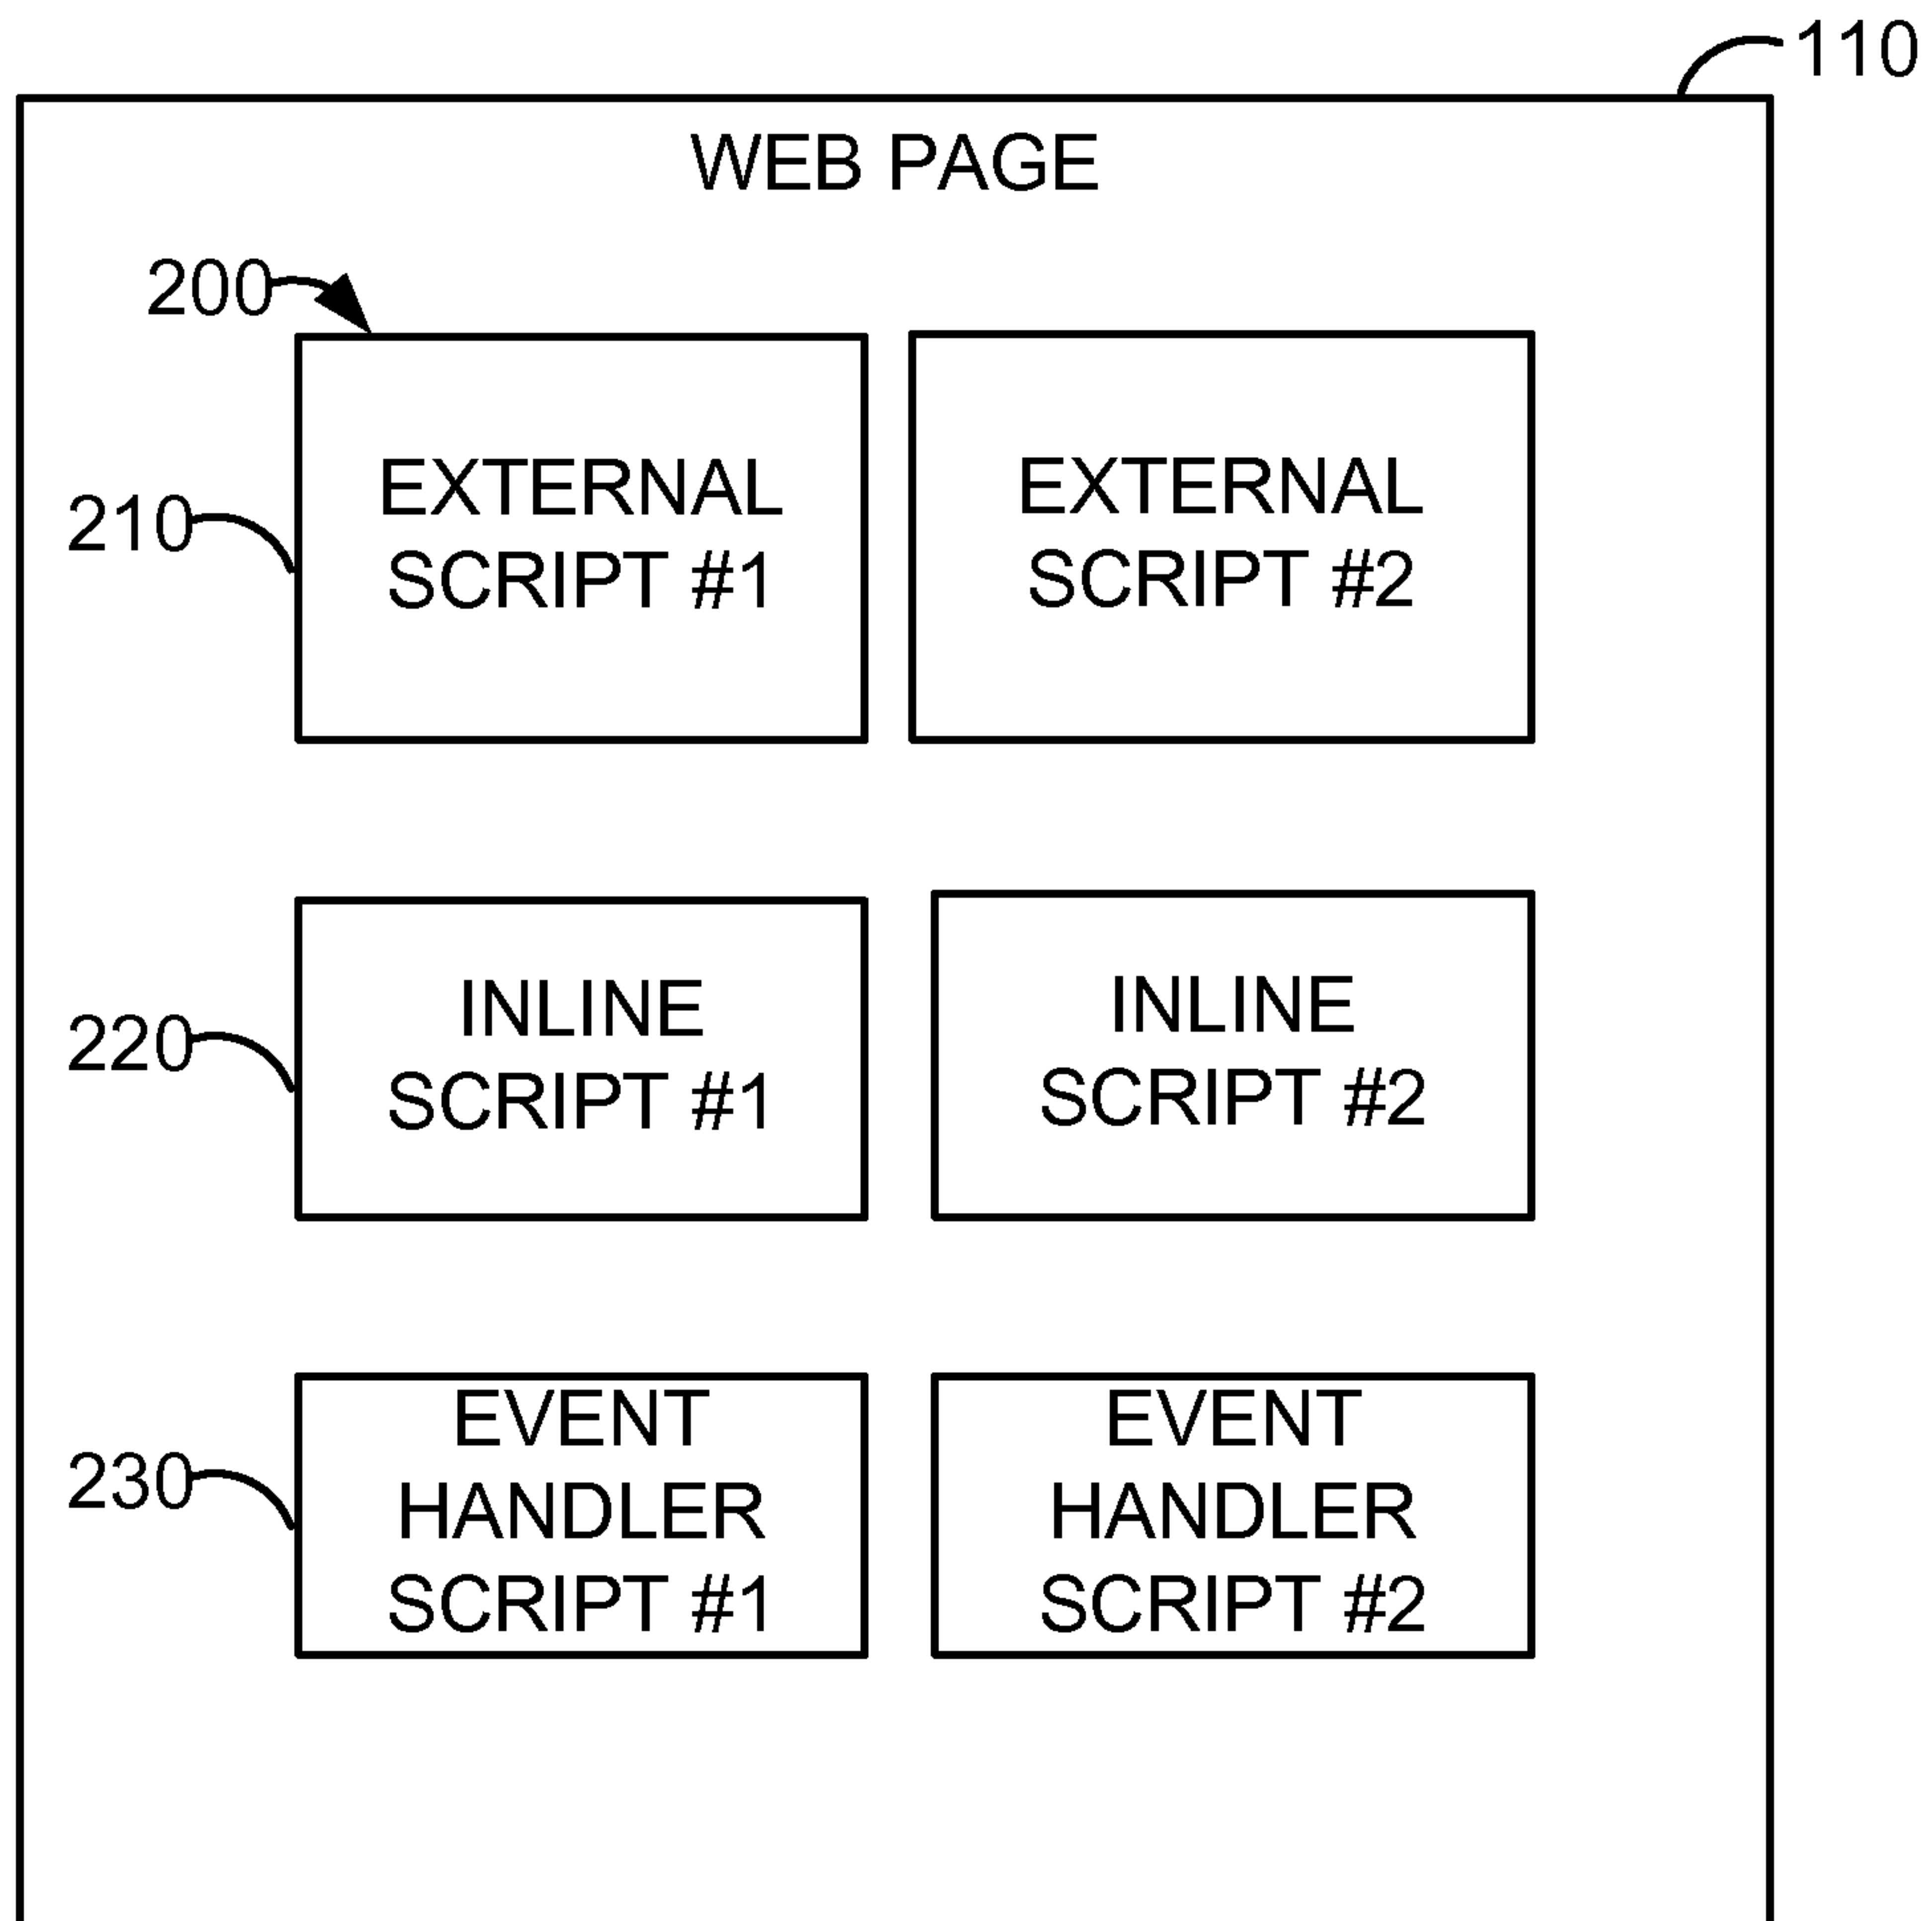 110
WEB PAGE
200
210
EXTERNAL
SCRIPT #1
EXTERNAL
SCRIPT #2
220
INLINE
SCRIPT #1
INLINE
SCRIPT #2
230
EVENT
HANDLER
SCRIPT #1
EVENT
HANDLER
SCRIPT #2